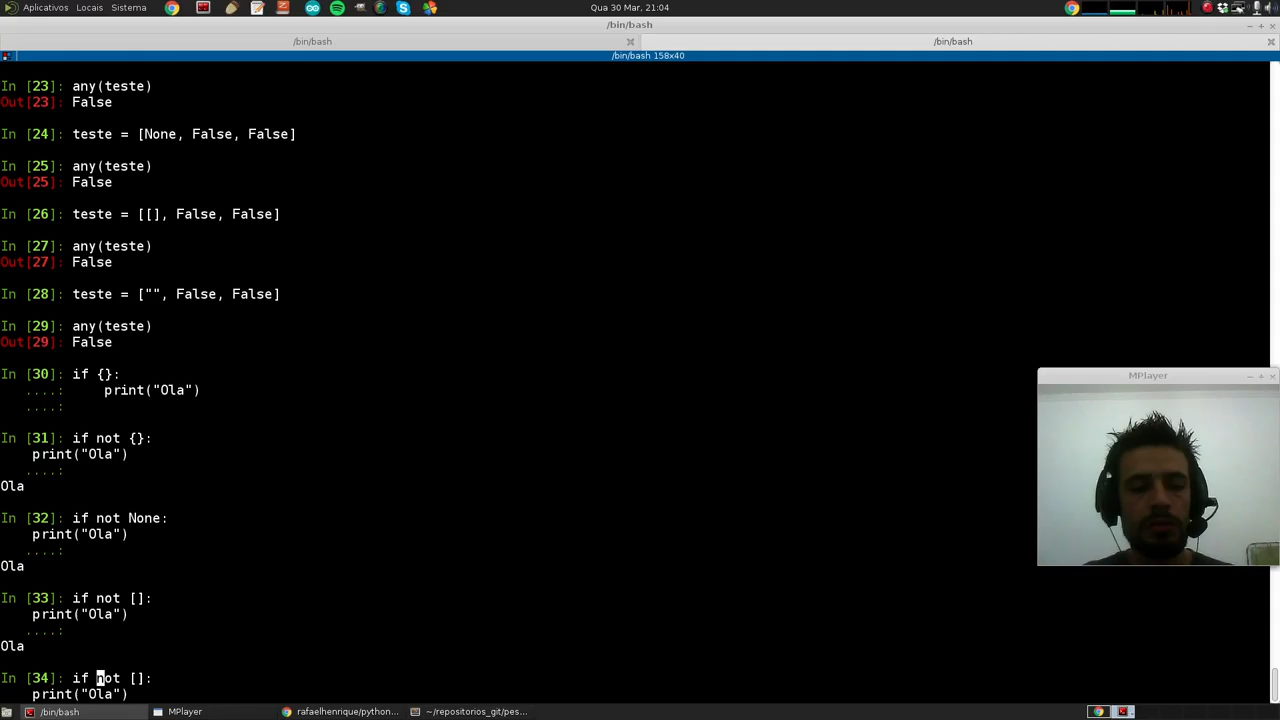 Aplicativos Locais Sistema
Qua 30 Mar, 21:04
/bin/bash
/bin/bash
/bin/bash
/bin/bash 158x40
In [23]: any(teste)
Out[23]: False
In [24]: teste = [None, False, False]
In [25]: any(teste)
Out[25]: False
In [26]: teste = [[], False, False]
In [27]: any(teste)
Out[27]: False
In [28]: teste = ["", False, False]
In [29]: any(teste)
Out[29]: False
In [30]: if {}:
....: print("Ola")
....:
In [31]: if not {}:
print("Ola")
....:
Ola
In [32]: if not None:
print("Ola")
....:
Ola
In [33]: if not []:
print("Ola")
....:
Ola
In [34]: if not []:
print("Ola")
MPlayer
/bin/bash
MPlayer
rafaelhenrique/python...
~/repositorios_git/pes...